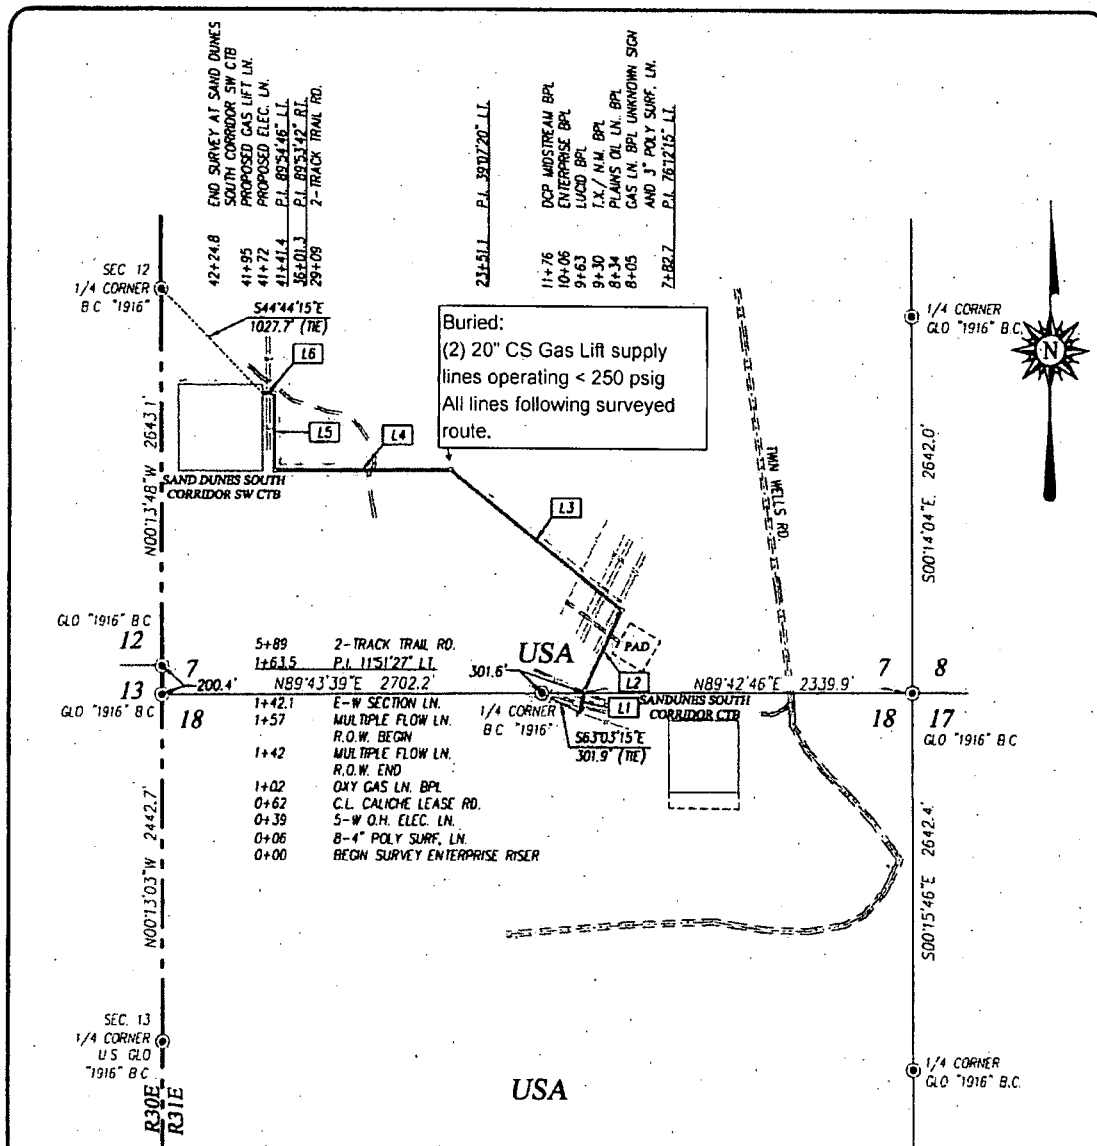 42+24.8 END SURVEY AT SAND DUNES
SOUTH CORRIDOR SW CTB
41+95 PROPOSED GAS LIFT LN.
41+72 PROPOSED ELEC. LN.
41+41.4 P.I. 89°54'46" LT.
36+01.3 P.I. 89°53'42" RT.
29+09 2-TRACK TRAIL RD.
23+51.1 P.I. 39°07'20" LT.
11+76 DCP MIDSTREAM BPL
10+06 ENTERPRISE BPL
9+63 LUCID BPL
9+30 T.X./ N.M. BPL
8+34 PLAINS OIL LN. BPL
8+05 GAS LN. BPL UNKNOWN SIGN
AND 3" POLY SURF. LN.
7+82.7 P.I. 76°12'15" LT.
SEC 12
1/4 CORNER
B C "1916"
S44°44'15"E
1027.7' (TIE)
L6
Buried:
(2) 20" CS Gas Lift supply
lines operating < 250 psig
All lines following surveyed
route.
1/4 CORNER
GLO "1916" B.C.
N
L5
L4
SAND DUNES SOUTH
CORRIDOR SW CTB
N00°13'48"W 2643.1'
L3
TWIN WELLS RD.
S00°14'04"E 2642.0'
GLO "1916" B C
12
7
200.4'
13
GLO "1916" B C
18
5+89 2-TRACK TRAIL RD.
1+63.5 P.I. 11°51'27" LT.
N89°43'39"E 2702.2'
1+42.1 E-W SECTION LN.
1+57 MULTIPLE FLOW LN.
R.O.W. BEGIN
1+42 MULTIPLE FLOW LN.
R.O.W. END
1+02 OXY GAS LN. BPL
0+62 C.L. CALICHE LEASE RD.
0+39 5-W O.H. ELEC. LN.
0+06 8-4" POLY SURF. LN.
0+00 BEGIN SURVEY ENTERPRISE RISER
USA
PAD
301.6'
L2
L1
1/4 CORNER
B C "1916"
S63°03'15"E
301.9' (TIE)
N89°42'46"E 2339.9'
SANDUNES SOUTH
CORRIDOR CTB
7
8
18
17
GLO "1916" B C
N00°13'03"W 2442.7'
S00°15'46"E 2642.4'
SEC. 13
1/4 CORNER
U S GLO
"1916" B C
R30E
R31E
USA
1/4 CORNER
GLO "1916" B.C.